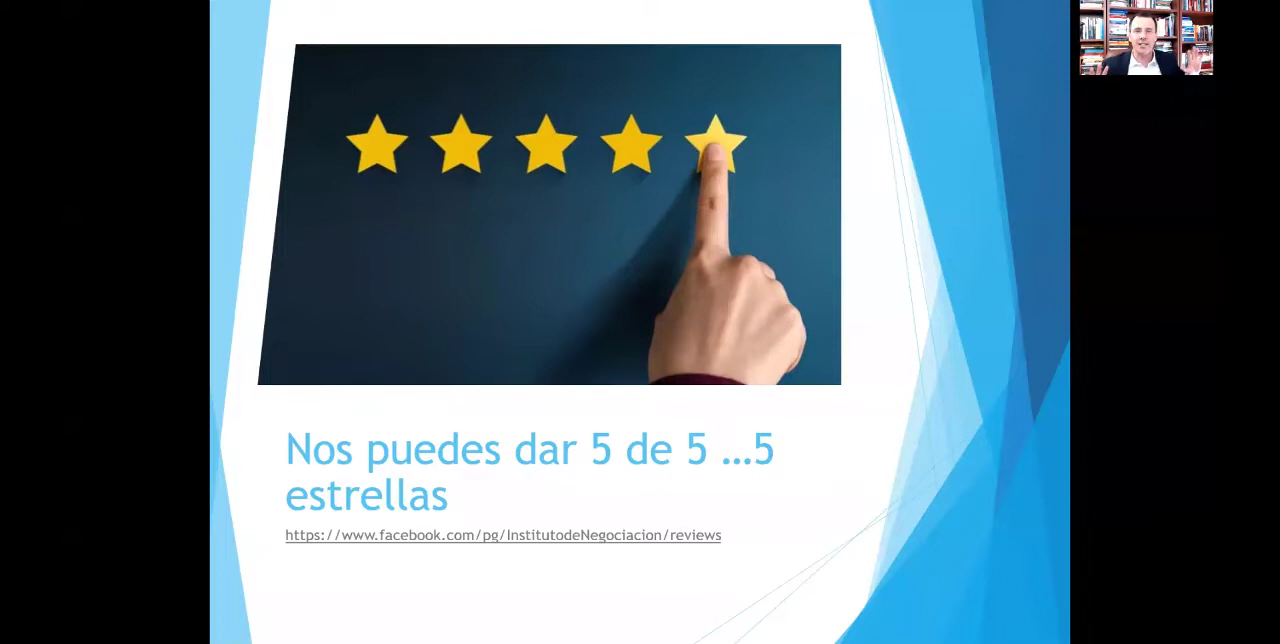 Nos puedes dar 5 de 5 …5
estrellas
https://www.facebook.com/pg/InstitutodeNegociacion/reviews